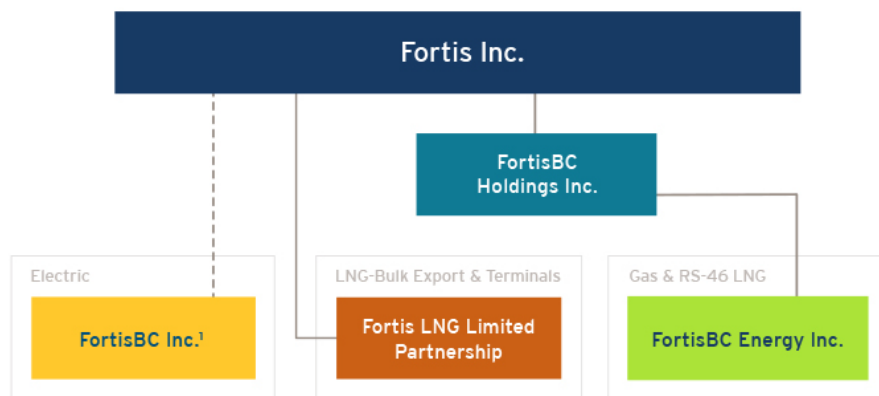 Fortis Inc.
FortisBC
Holdings Inc.
Electric
LNG-Bulk Export & Terminals
Gas & RS-46 LNG
FortisBC Inc.¹
Fortis LNG Limited
Partnership
FortisBC Energy Inc.